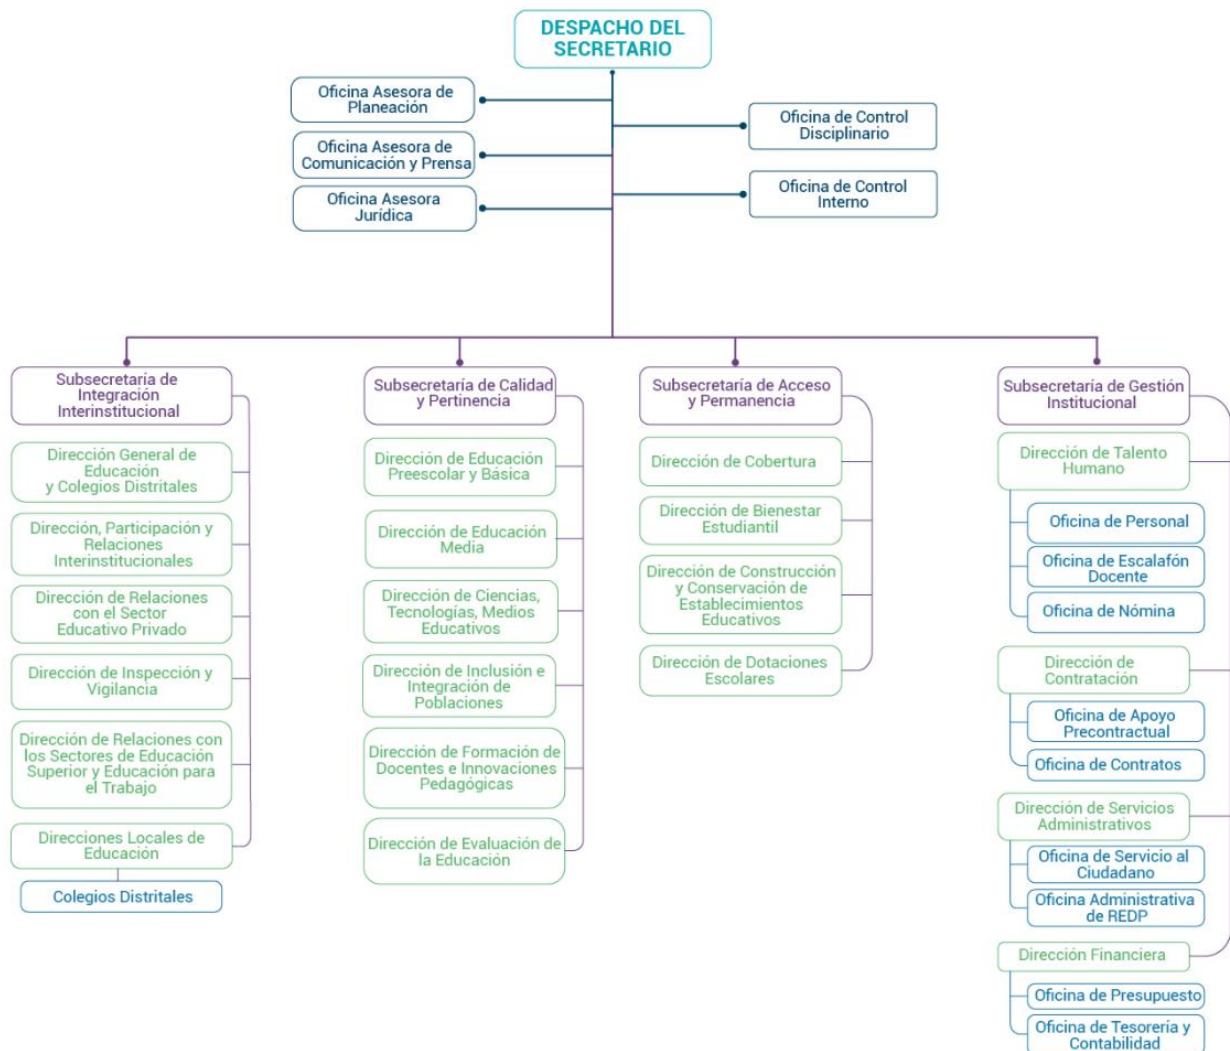 DESPACHO DEL
SECRETARIO
Oficina Asesora de
Planeación
Oficina de Control
Disciplinario
Oficina Asesora de
Comunicación y Prensa
Oficina de Control
Interno
Oficina Asesora
Jurídica
Subsecretaría de
Integración
Interinstitucional
Dirección General de
Educación
y Colegios Distritales
Dirección, Participación y
Relaciones
Interinstitucionales
Dirección de Relaciones
con el Sector
Educativo Privado
Dirección de Inspección y
Vigilancia
Dirección de Relaciones con
los Sectores de Educación
Superior y Educación para
el Trabajo
Direcciones Locales de
Educación
Colegios Distritales
Subsecretaría de Calidad
y Pertinencia
Dirección de Educación
Preescolar y Básica
Dirección de Educación
Media
Dirección de Ciencias,
Tecnologías, Medios
Educativos
Dirección de Inclusión e
Integración de
Poblaciones
Dirección de Formación de
Docentes e Innovaciones
Pedagógicas
Dirección de Evaluación de
la Educación
Subsecretaría de Acceso
y Permanencia
Dirección de Cobertura
Dirección de Bienestar
Estudiantil
Dirección de Construcción
y Conservación de
Establecimientos
Educativos
Dirección de Dotaciones
Escolares
Subsecretaría de Gestión
Institucional
Dirección de Talento
Humano
Oficina de Personal
Oficina de Escalafón
Docente
Oficina de Nómina
Dirección de
Contratación
Oficina de Apoyo
Precontractual
Oficina de Contratos
Dirección de Servicios
Administrativos
Oficina de Servicio al
Ciudadano
Oficina Administrativa
de REDP
Dirección Financiera
Oficina de Presupuesto
Oficina de Tesorería y
Contabilidad